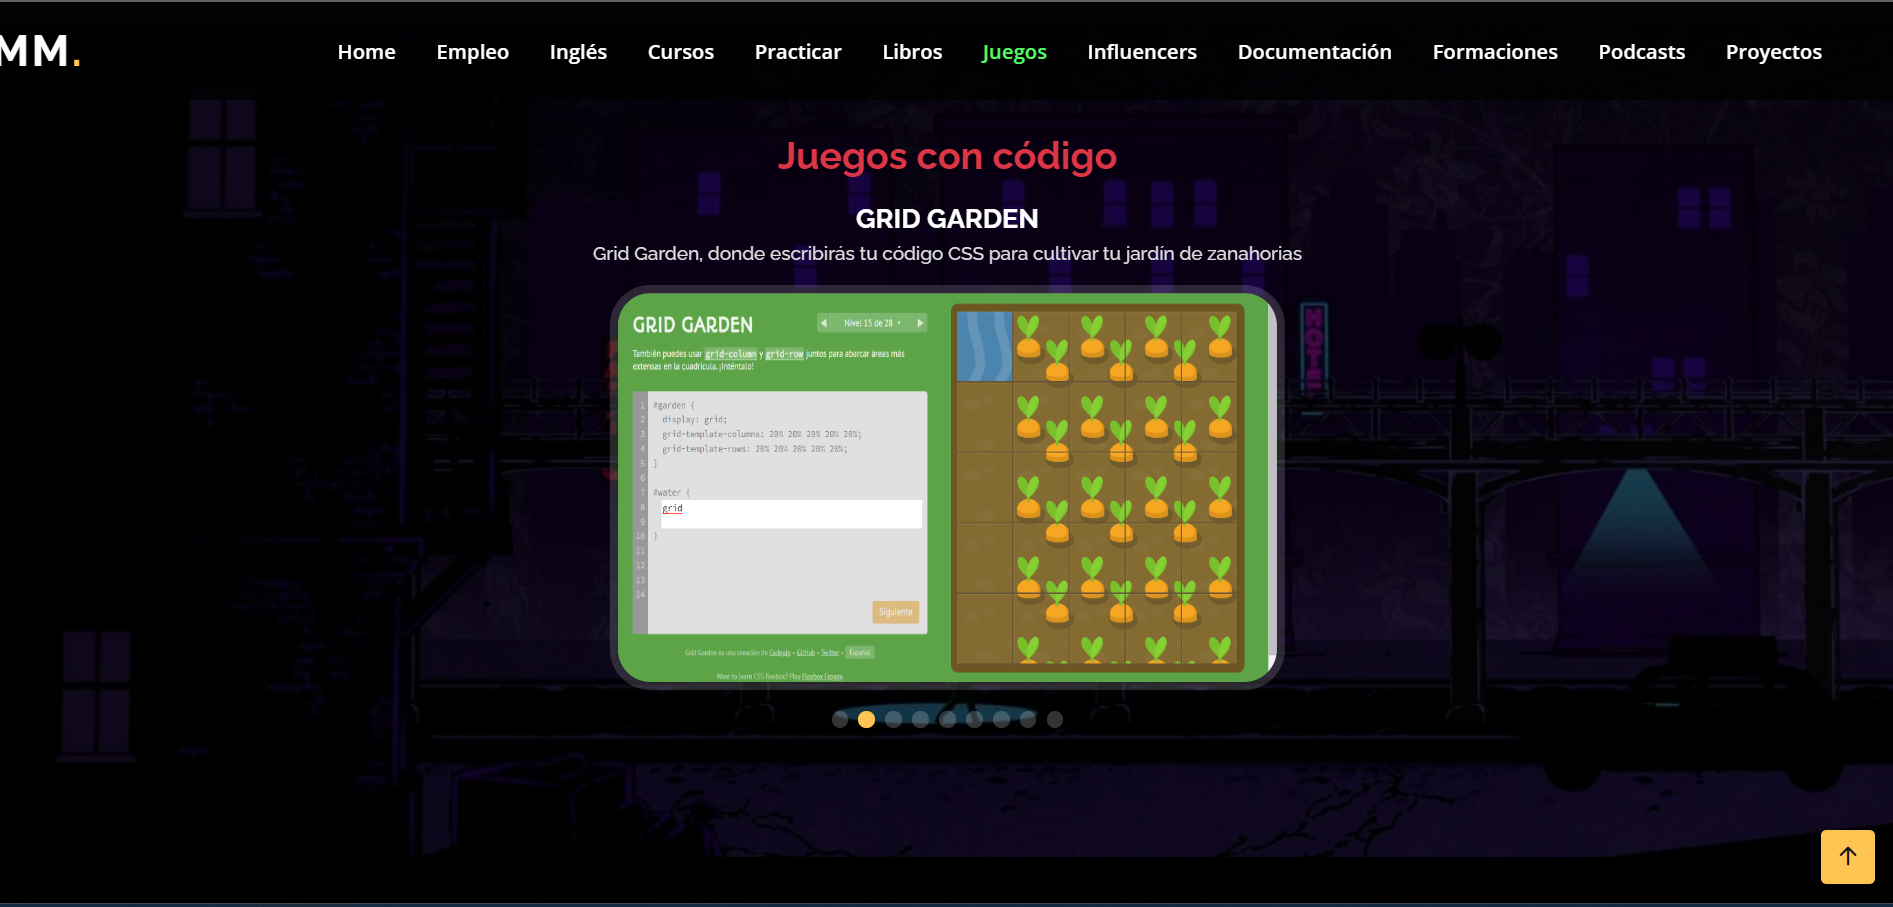 MM.
Home Empleo Inglés Cursos Practicar Libros Juegos Influencers Documentación Formaciones Podcasts Proyectos
Juegos con código
GRID GARDEN
Grid Garden, donde escribirás tu código CSS para cultivar tu jardín de zanahorias
GRID GARDEN
Nivel 15 de 28
También puedes usar grid-column y grid-row juntos para abarcar áreas más
extensas en la cuadrícula. ¡Inténtalo!
1 #garden {
2 display: grid;
3 grid-template-columns: 20% 20% 20% 20% 20%;
4 grid-template-rows: 20% 20% 20% 20% 20%;
5 }
6
7 #water {
8 grid
9
10 }
11
12
13
14
Siguiente
Grid Garden es una creación de Codepip • GitHub • Twitter • Español
Want to learn CSS flexbox? Play Flexbox Froggy
HOTEL